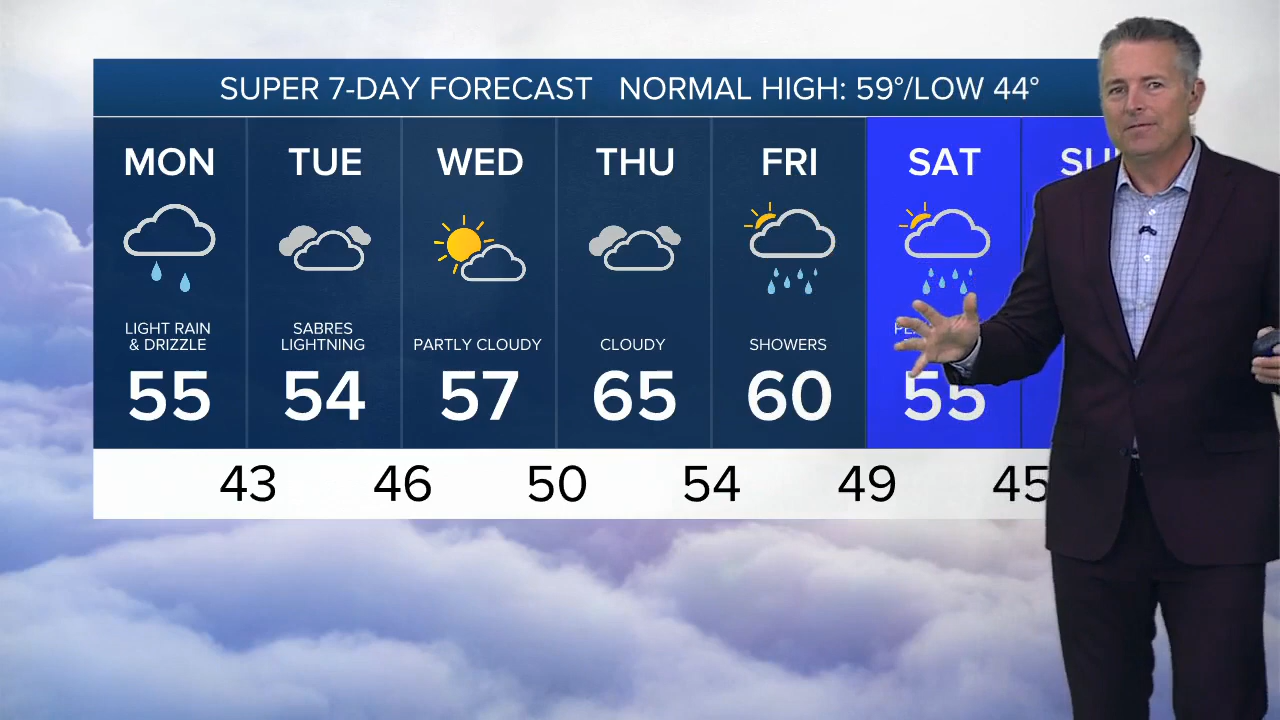 SUPER 7-DAY FORECAST NORMAL HIGH: 59°/LOW 44°
MON TUE WED THU FRI SAT
LIGHT RAIN
& DRIZZLE
SABRES
LIGHTNING
PARTLY CLOUDY
CLOUDY
SHOWERS
55 54 57 65 60 55
43 46 50 54 49 45